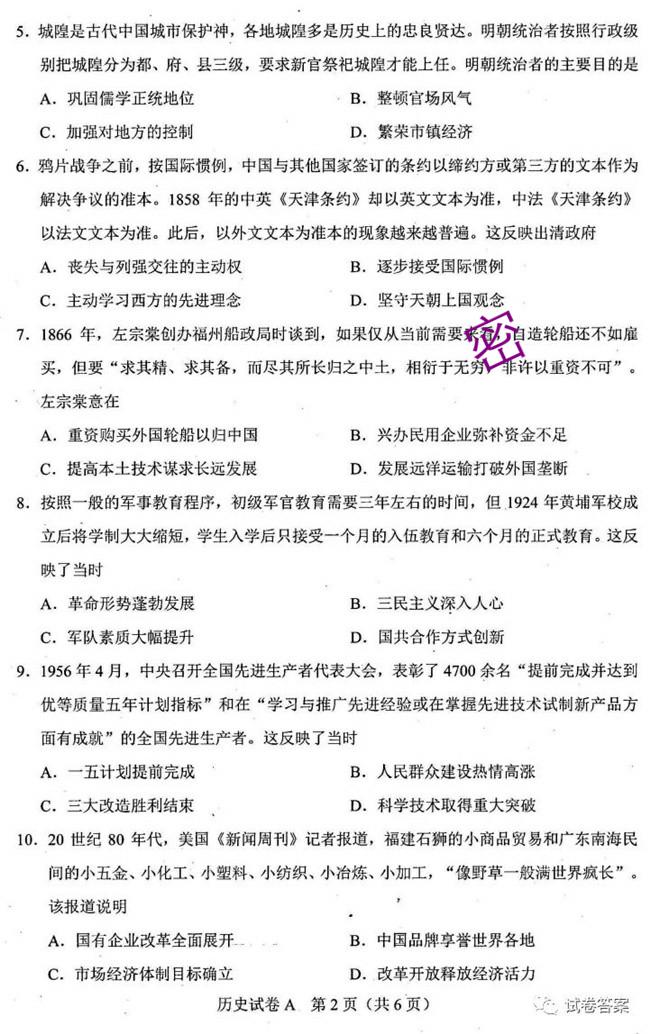 5．城隍是古代中国城市保护神，各地城隍多是历史上的忠良贤达。明朝统治者按照行政级
别把城隍分为都、府、县三级，要求新官祭祀城隍才能上任。明朝统治者的主要目的是
A．巩固儒学正统地位 B．整顿官场风气
C．加强对地方的控制 D．繁荣市镇经济
6．鸦片战争之前，按国际惯例，中国与其他国家签订的条约以缔约方或第三方的文本作为
解决争议的准本。1858 年的中英《天津条约》却以英文文本为准，中法《天津条约》
以法文文本为准。此后，以外文文本为准本的现象越来越普遍。这反映出清政府
A．丧失与列强交往的主动权 B．逐步接受国际惯例
C．主动学习西方的先进理念 D．坚守天朝上国观念
7．1866 年，左宗棠创办福州船政局时谈到，如果仅从当前需要来看，自造轮船还不如雇
买，但要“求其精、求其备，而尽其所长归之中土，相衍于无穷，非许以重资不可”。
左宗棠意在
A．重资购买外国轮船以归中国 B．兴办民用企业弥补资金不足
C．提高本土技术谋求长远发展 D．发展远洋运输打破外国垄断
密
8．按照一般的军事教育程序，初级军官教育需要三年左右的时间，但 1924 年黄埔军校成
立后将学制大大缩短，学生入学后只接受一个月的入伍教育和六个月的正式教育。这反
映了当时
A．革命形势蓬勃发展 B．三民主义深入人心
C．军队素质大幅提升 D．国共合作方式创新
9．1956 年 4 月，中央召开全国先进生产者代表大会，表彰了 4700 余名“提前完成并达到
优等质量五年计划指标”和在“学习与推广先进经验或在掌握先进技术试制新产品方
面有成就”的全国先进生产者。这反映了当时
A．一五计划提前完成 B．人民群众建设热情高涨
C．三大改造胜利结束 D．科学技术取得重大突破
10．20 世纪 80 年代，美国《新闻周刊》记者报道，福建石狮的小商品贸易和广东南海民
间的小五金、小化工、小塑料、小纺织、小冶炼、小加工，“像野草一般满世界疯长”。
该报道说明
A．国有企业改革全面展开 B．中国品牌享誉世界各地
C．市场经济体制目标确立 D．改革开放释放经济活力
历史试卷 A 第 2 页（共 6 页）
试卷答案